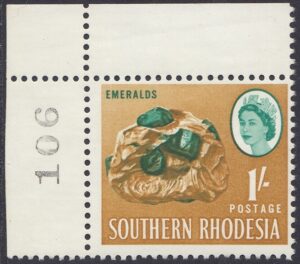 106
EMERALDS
1/-
POSTAGE
SOUTHERN RHODESIA